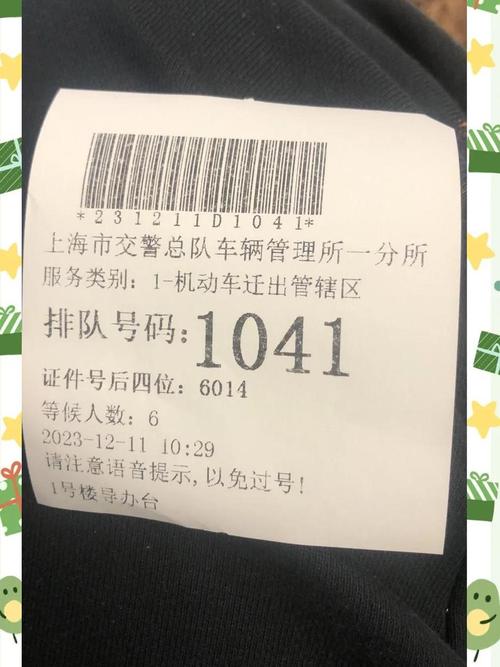 *231211D1041*
上海市交警总队车辆管理所一分所
服务类别: 1-机动车迁出管辖区
排队号码: 1041
证件号后四位: 6014
等候人数: 6
2023-12-11 10:29
请注意语音提示,以免过号!
1号楼导办台